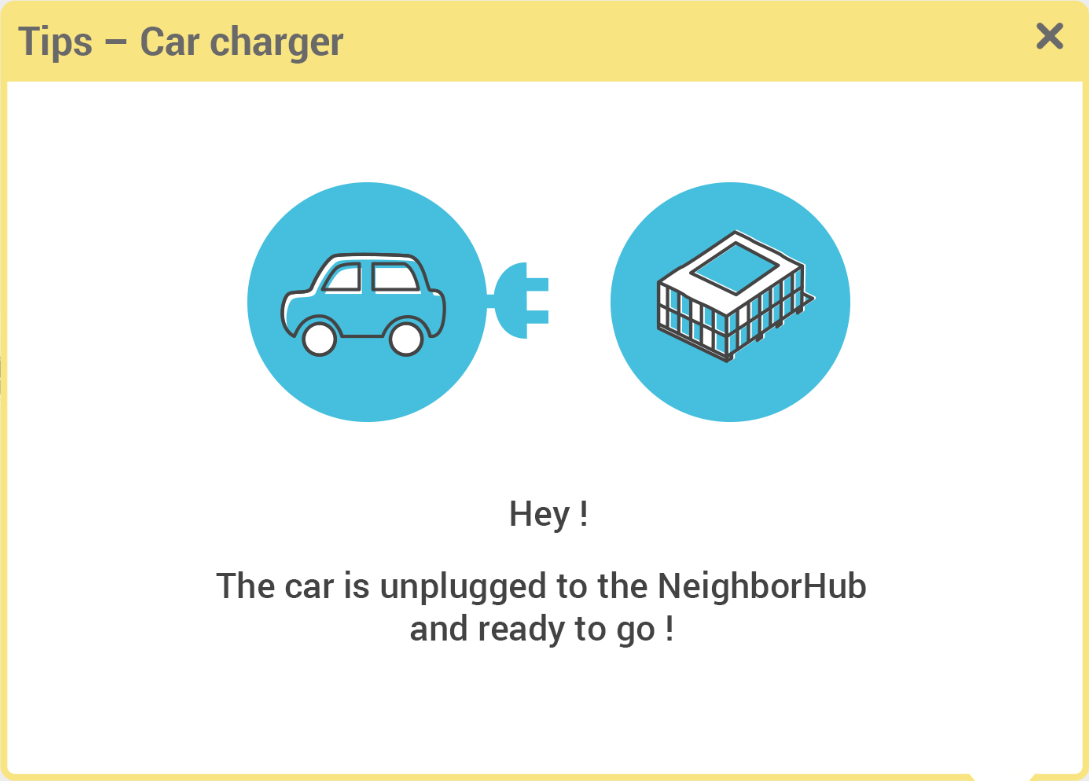 Tips – Car charger
Hey !
The car is unplugged to the NeighborHub
and ready to go !